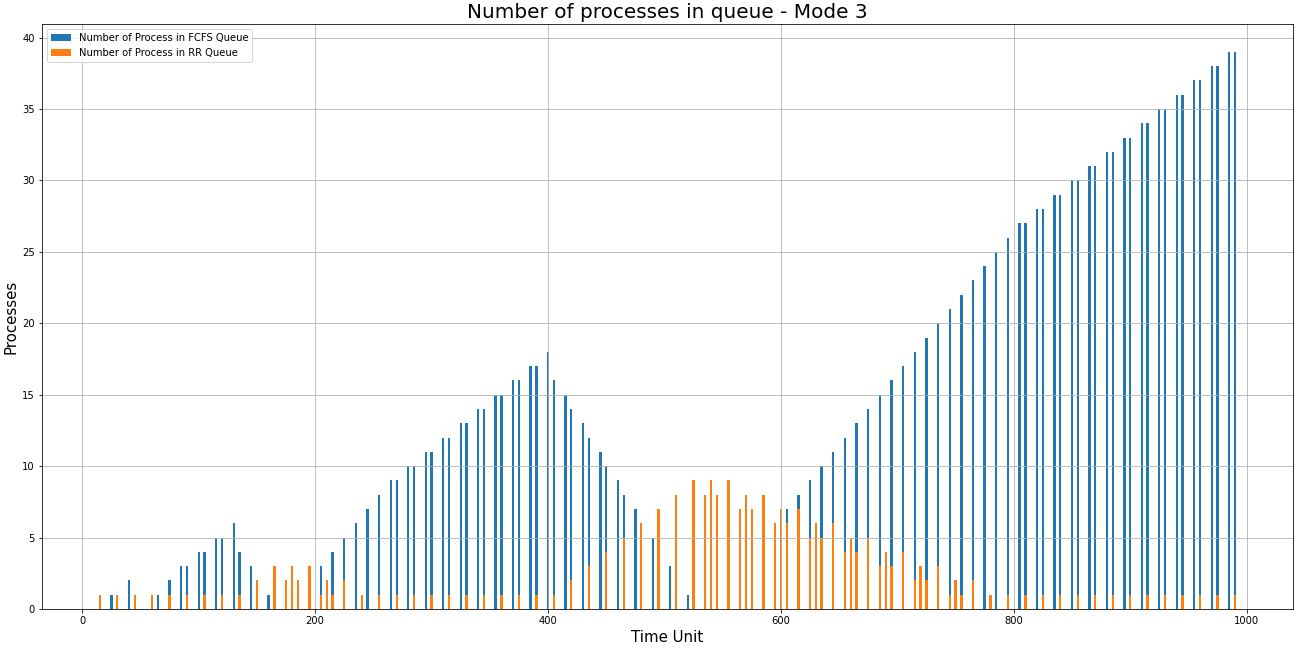 Number of processes in queue - Mode 3
Number of Process in FCFS Queue
Number of Process in RR Queue
Processes
40
35
30
25
20
15
10
5
0
0 200 400 600 800 1000
Time Unit